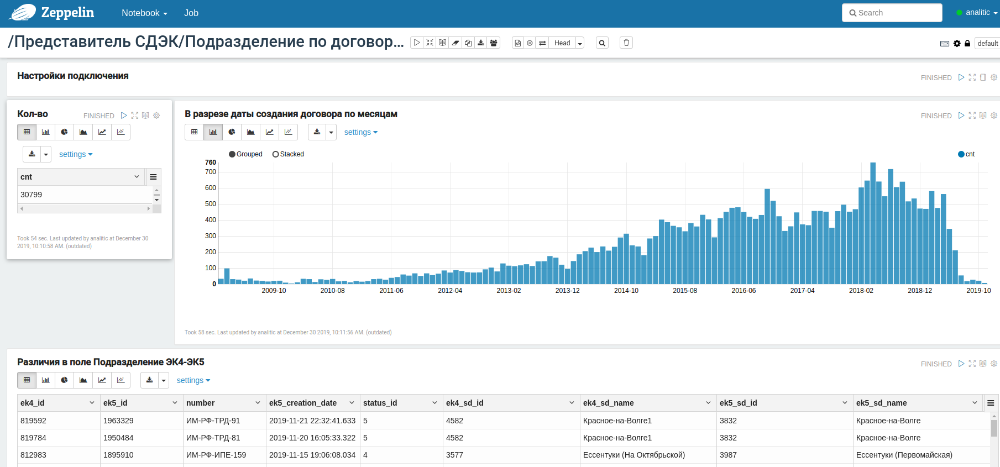 Zeppelin
Notebook
Job
Search
analitic
/Представитель СДЭК/Подразделение по договор...
Head
default
Настройки подключения
FINISHED
Кол-во
FINISHED
settings
cnt
30799
Took 54 sec. Last updated by analitic at December 30
2019, 10:10:58 AM. (outdated)
В разрезе даты создания договора по месяцам
FINISHED
settings
Grouped
Stacked
cnt
760
700
600
500
400
300
200
100
0
2009-10 2010-08 2011-06 2012-04 2013-02 2013-12 2014-10 2015-08 2016-06 2017-04 2018-02 2018-12 2019-10
Took 58 sec. Last updated by analitic at December 30 2019, 10:11:56 AM. (outdated)
Различия в поле Подразделение ЭК4-ЭК5
FINISHED
settings
ek4_id ek5_id number ek5_creation_date status_id ek4_sd_id ek4_sd_name ek5_sd_id ek5_sd_name
819592 1963329 ИМ-РФ-ТРД-91 2019-11-21 22:32:41.633 5 4582 Красное-на-Волге1 3832 Красное-на-Волге
819784 1950484 ИМ-РФ-ТРД-81 2019-11-20 16:05:33.322 5 4582 Красное-на-Волге1 3832 Красное-на-Волге
812983 1895910 ИМ-РФ-ИПЕ-159 2019-11-15 19:06:08.034 4 3577 Ессентуки (На Октябрьской) 3987 Ессентуки (Первомайская)